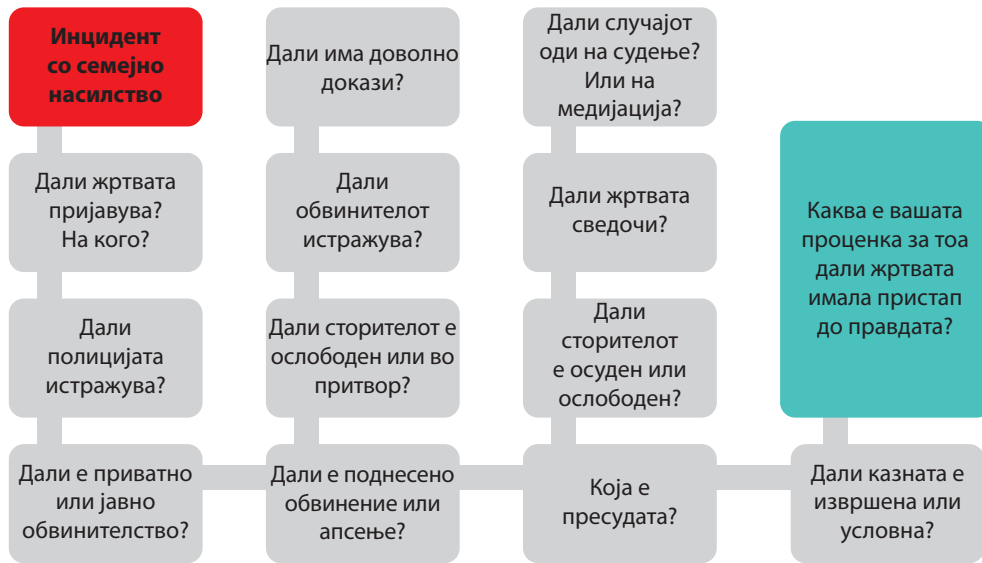 Инцидент
со семејно
насилство
Дали жртвата
пријавува?
На кого?
Дали
полицијата
истражува?
Дали е приватно
или јавно
обвинителство?
Дали има доволно
докази?
Дали
обвинителот
истражува?
Дали сторителот е
ослободен или во
притвор?
Дали е поднесено
обвинение или
апсење?
Дали случајот
оди на судење?
Или на
медијација?
Дали жртвата
сведочи?
Дали
сторителот
е осуден или
ослободен?
Која е
пресудата?
Каква е вашата
проценка за тоа
дали жртвата
имала пристап
до правдата?
Дали казната е
извршена или
условна?